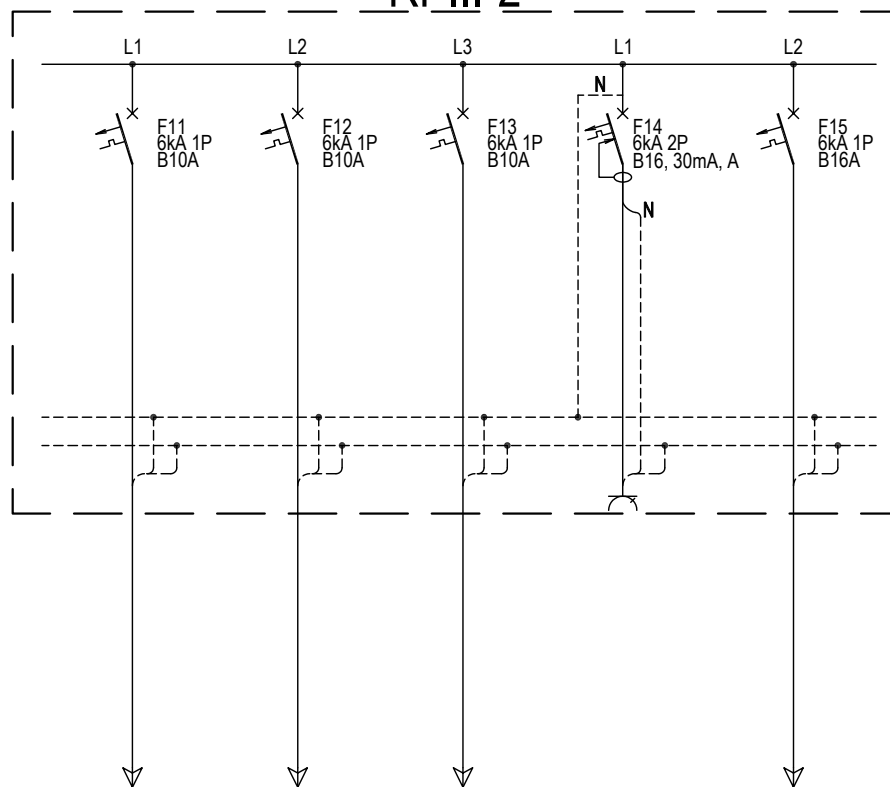 L1 L2 L3 L1 L2
N
F11
6kA 1P
B10A
F12
6kA 1P
B10A
F13
6kA 1P
B10A
F14
6kA 2P
B16, 30mA, A
F15
6kA 1P
B16A
N